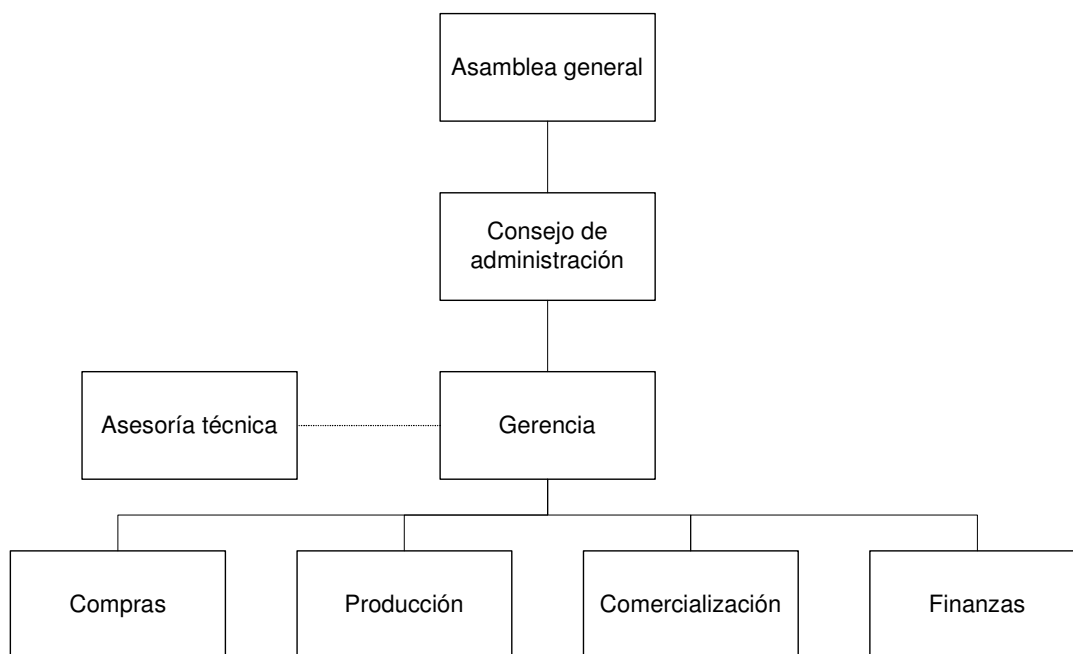 Asamblea general
Consejo de
administración
Asesoría técnica
Gerencia
Compras
Producción
Comercialización
Finanzas